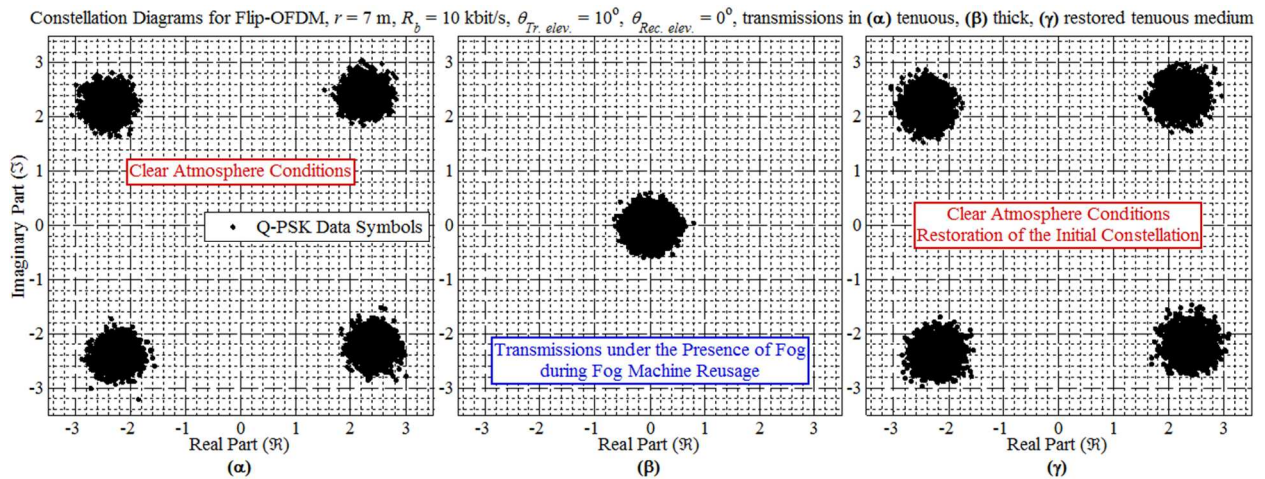 Constellation Diagrams for Flip-OFDM, r = 7 m, R_b = 10 kbit/s, θ_Tr. elev. = 10°, θ_Rec. elev. = 0°, transmissions in (α) tenuous, (β) thick, (γ) restored tenuous medium
3
2
1
0
-1
-2
-3
Imaginary Part (ℑ)
Clear Atmosphere Conditions
Q-PSK Data Symbols
-3 -2 -1 0 1 2 3
Real Part (ℜ)
(α)
3
2
1
0
-1
-2
-3
Transmissions under the Presence of Fog
during Fog Machine Reusage
-3 -2 -1 0 1 2 3
Real Part (ℜ)
(β)
3
2
1
0
-1
-2
-3
Clear Atmosphere Conditions
Restoration of the Initial Constellation
-3 -2 -1 0 1 2 3
Real Part (ℜ)
(γ)